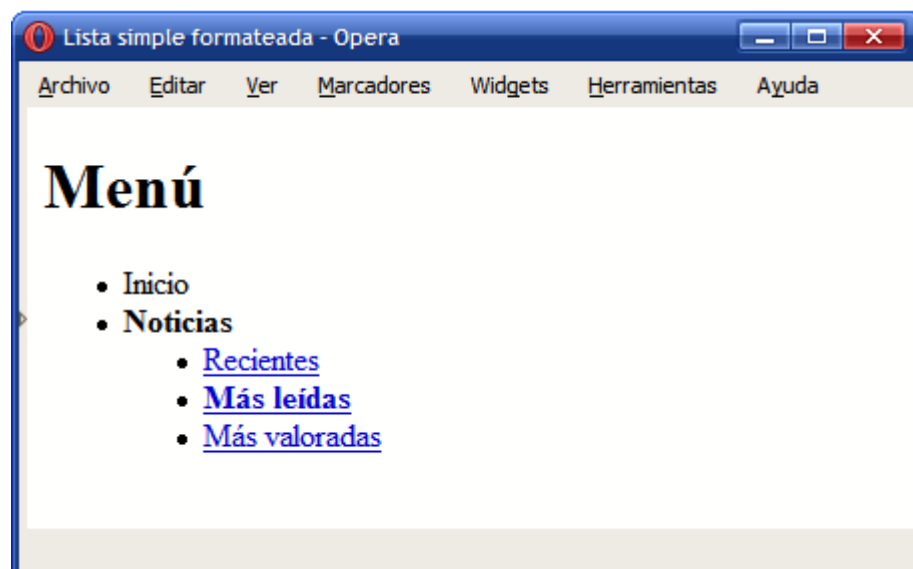 Lista simple formateada - Opera
Archivo Editar Ver Marcadores Widgets Herramientas Ayuda
Menú
Inicio
Noticias
Recientes
Más leídas
Más valoradas